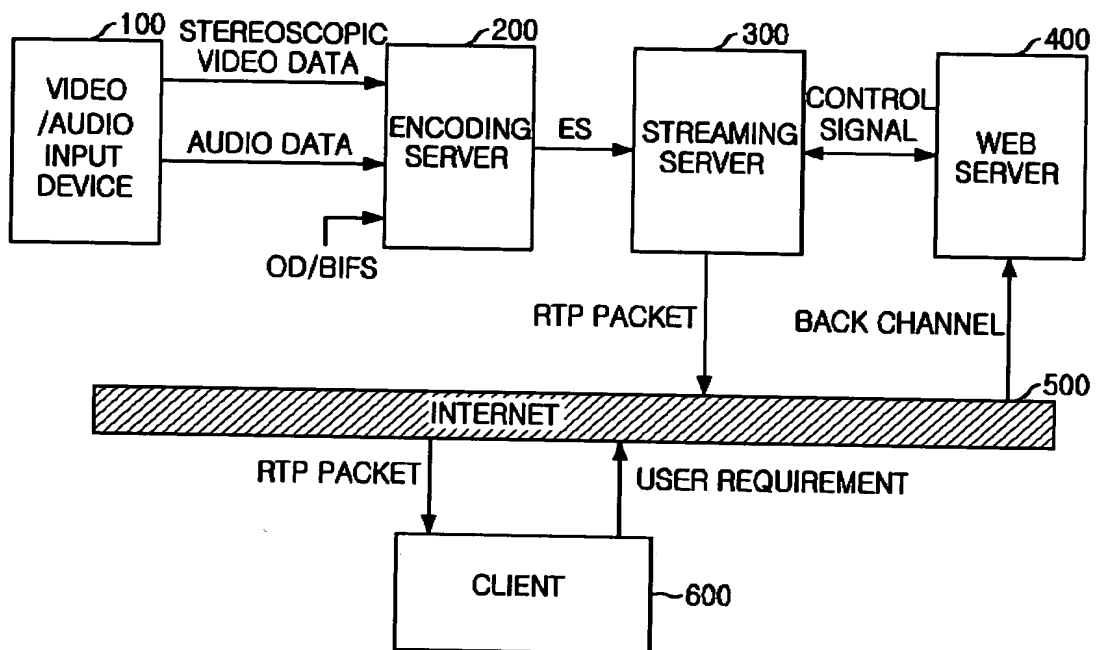 100
STEREOSCOPIC
VIDEO DATA
200
300
400
VIDEO
/AUDIO
INPUT
DEVICE
AUDIO DATA
ENCODING
SERVER
ES
STREAMING
SERVER
CONTROL
SIGNAL
WEB
SERVER
OD/BIFS
RTP PACKET
BACK CHANNEL
500
INTERNET
RTP PACKET
USER REQUIREMENT
CLIENT
600